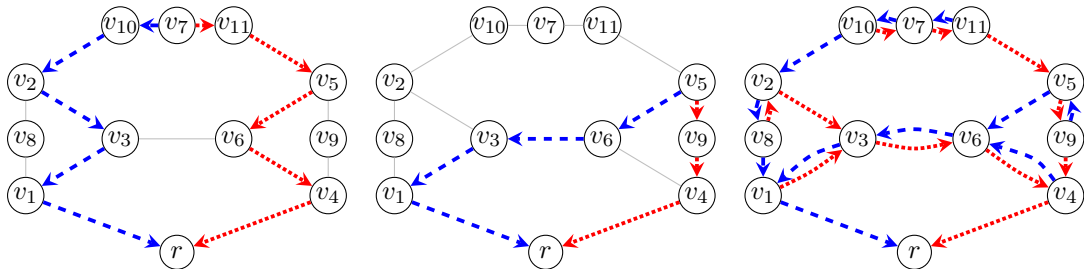 v10 v7 v11 v10 v7 v11 v10 v7 v11
v2 v5 v2 v5 v2 v5
v8 v3 v6 v9 v8 v3 v6 v9 v8 v3 v6 v9
v1 v4 v1 v4 v1 v4
r r r